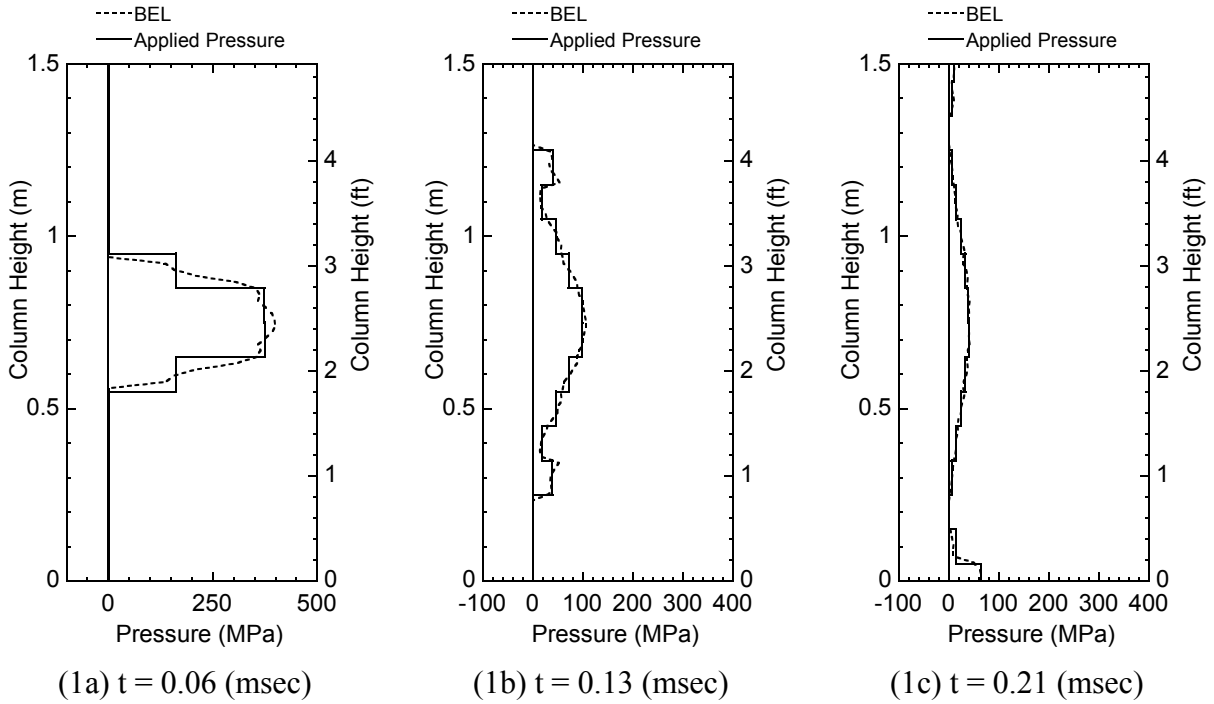 BEL
Applied Pressure
1.5
1
0.5
0
Column Height (m)
4
3
2
1
0
Column Height (ft)
0 250 500
Pressure (MPa)
(1a) t = 0.06 (msec)
BEL
Applied Pressure
1.5
1
0.5
0
Column Height (m)
4
3
2
1
0
Column Height (ft)
-100 0 100 200 300 400
Pressure (MPa)
(1b) t = 0.13 (msec)
BEL
Applied Pressure
1.5
1
0.5
0
Column Height (m)
4
3
2
1
0
Column Height (ft)
-100 0 100 200 300 400
Pressure (MPa)
(1c) t = 0.21 (msec)